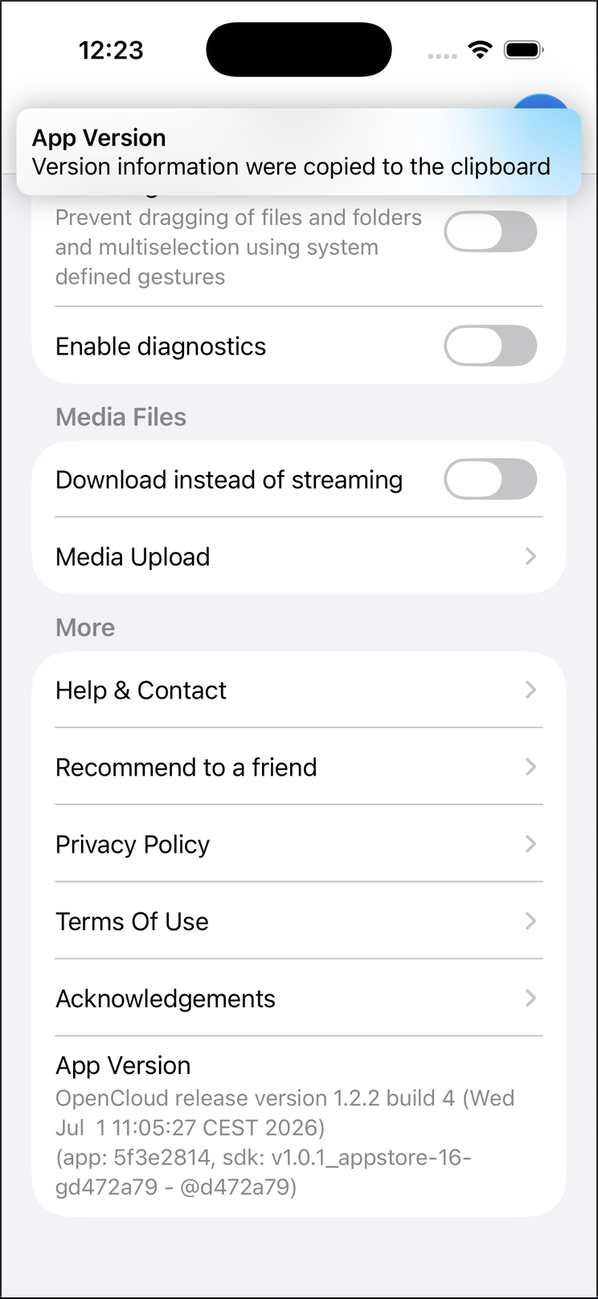 12:23
App Version
Version information were copied to the clipboard
Prevent dragging of files and folders
and multiselection using system
defined gestures
Enable diagnostics
Media Files
Download instead of streaming
Media Upload
More
Help & Contact
Recommend to a friend
Privacy Policy
Terms Of Use
Acknowledgements
App Version
OpenCloud release version 1.2.2 build 4 (Wed
Jul  1 11:05:27 CEST 2026)
(app: 5f3e2814, sdk: v1.0.1_appstore-16-
gd472a79 - @d472a79)